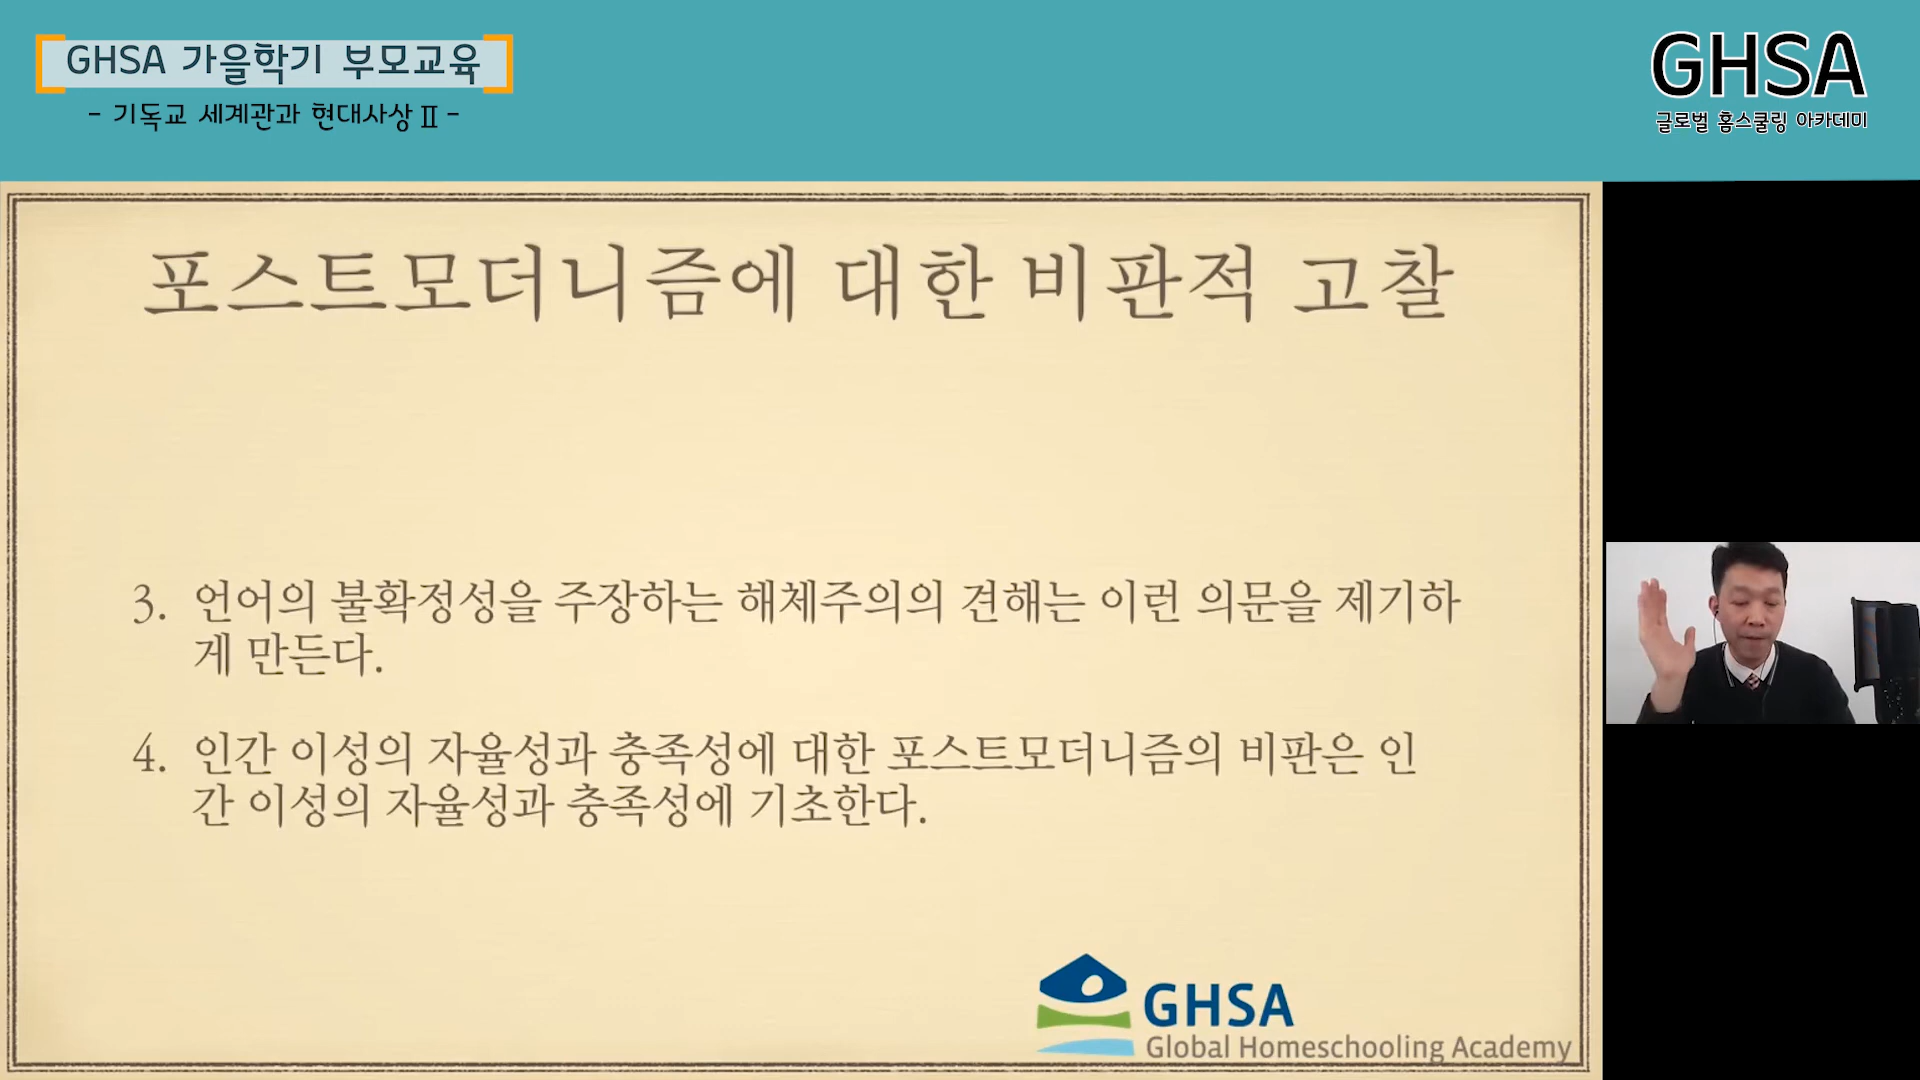 GHSA 가을학기 부모교육
- 기독교 세계관과 현대사상 Ⅱ -
GHSA
글로벌 홈스쿨링 아카데미
포스트모더니즘에 대한 비판적 고찰
3. 언어의 불확정성을 주장하는 해체주의의 견해는 이런 의문을 제기하
게 만든다.
4. 인간 이성의 자율성과 충족성에 대한 포스트모더니즘의 비판은 인
간 이성의 자율성과 충족성에 기초한다.
GHSA
Global Homeschooling Academy